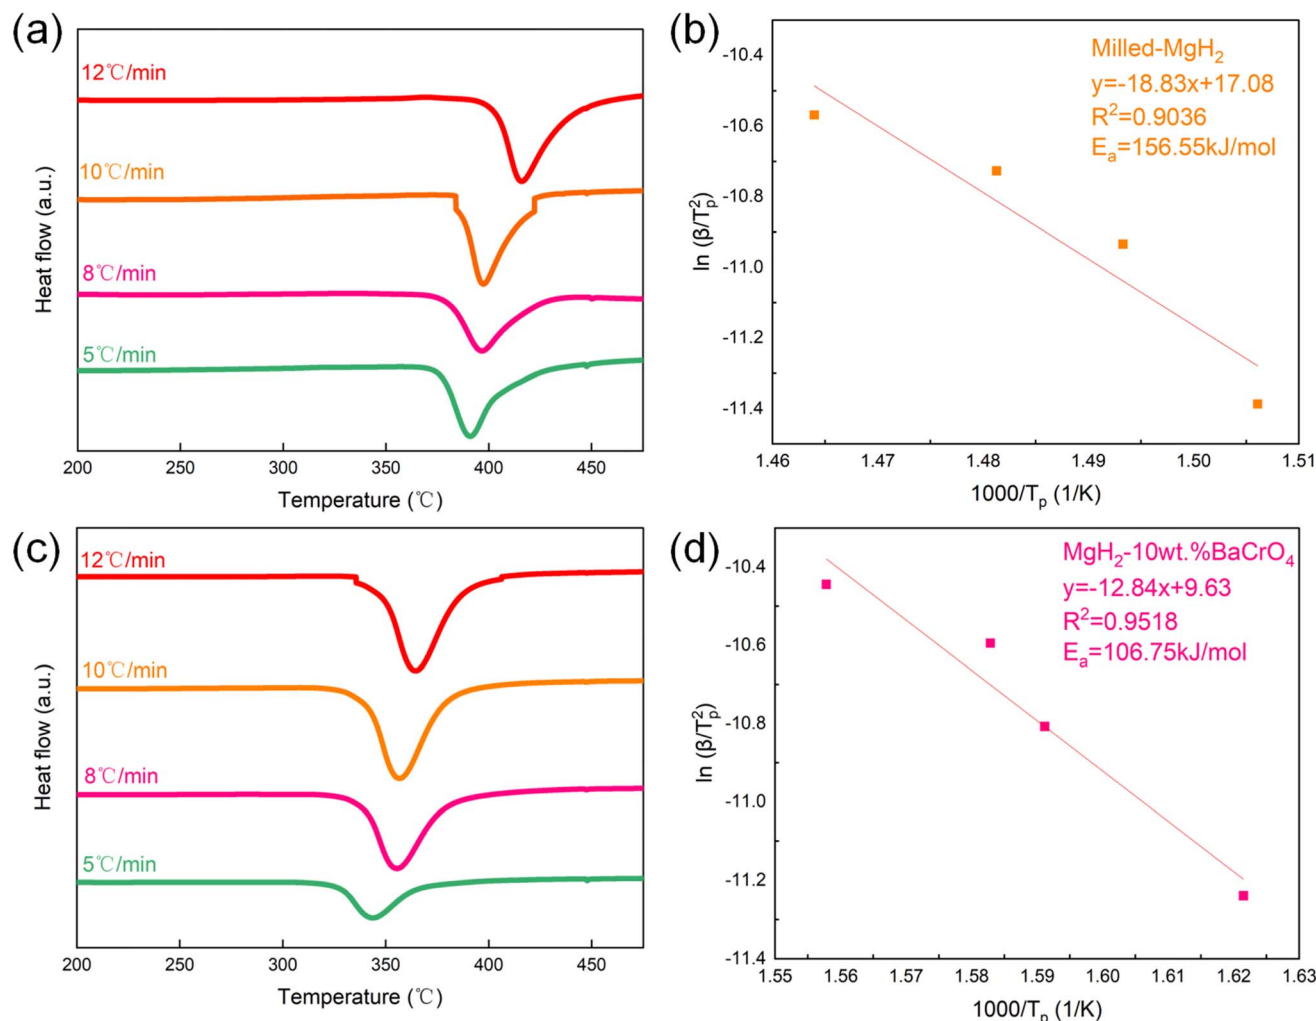 (a)
12℃/min
10℃/min
8℃/min
5℃/min
Heat flow (a.u.)
200 250 300 350 400 450
Temperature (℃)
(b)
Milled-MgH₂
y=-18.83x+17.08
R²=0.9036
Eₐ=156.55kJ/mol
ln (β/Tₚ²)
-10.4
-10.6
-10.8
-11.0
-11.2
-11.4
1.46 1.47 1.48 1.49 1.50 1.51
1000/Tₚ (1/K)
(c)
12℃/min
10℃/min
8℃/min
5℃/min
Heat flow (a.u.)
200 250 300 350 400 450
Temperature (℃)
(d)
MgH₂-10wt.%BaCrO₄
y=-12.84x+9.63
R²=0.9518
Eₐ=106.75kJ/mol
ln (β/Tₚ²)
-10.4
-10.6
-10.8
-11.0
-11.2
-11.4
1.55 1.56 1.57 1.58 1.59 1.60 1.62 1.63
1000/Tₚ (1/K)